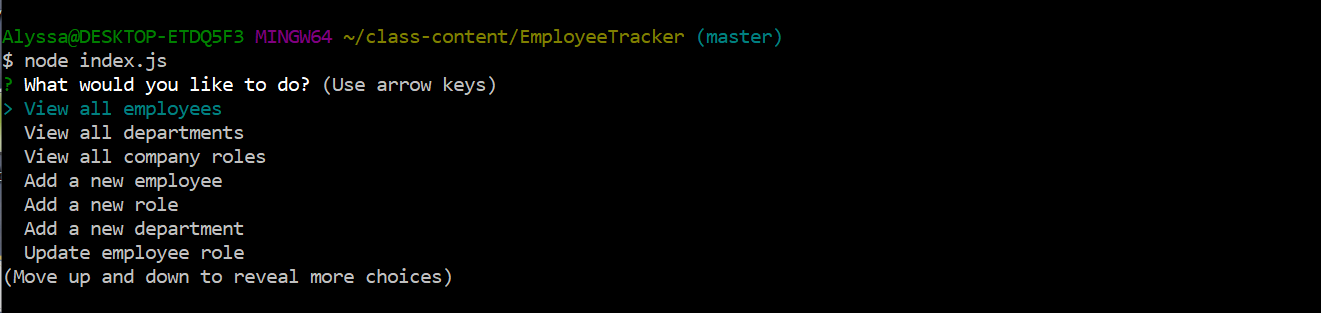 Alyssa@DESKTOP-ETDQ5F3 MINGW64 ~/class-content/EmployeeTracker (master)
$ node index.js
? What would you like to do? (Use arrow keys)
> View all employees
View all departments
View all company roles
Add a new employee
Add a new role
Add a new department
Update employee role
(Move up and down to reveal more choices)